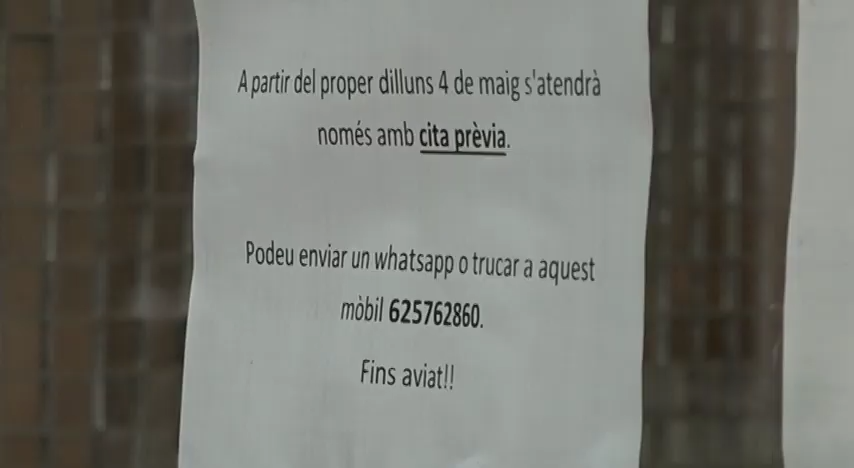 A partir del proper dilluns 4 de maig s'atendrà
només amb cita prèvia.
Podeu enviar un whatsapp o trucar a aquest
mòbil 625762860.
Fins aviat!!